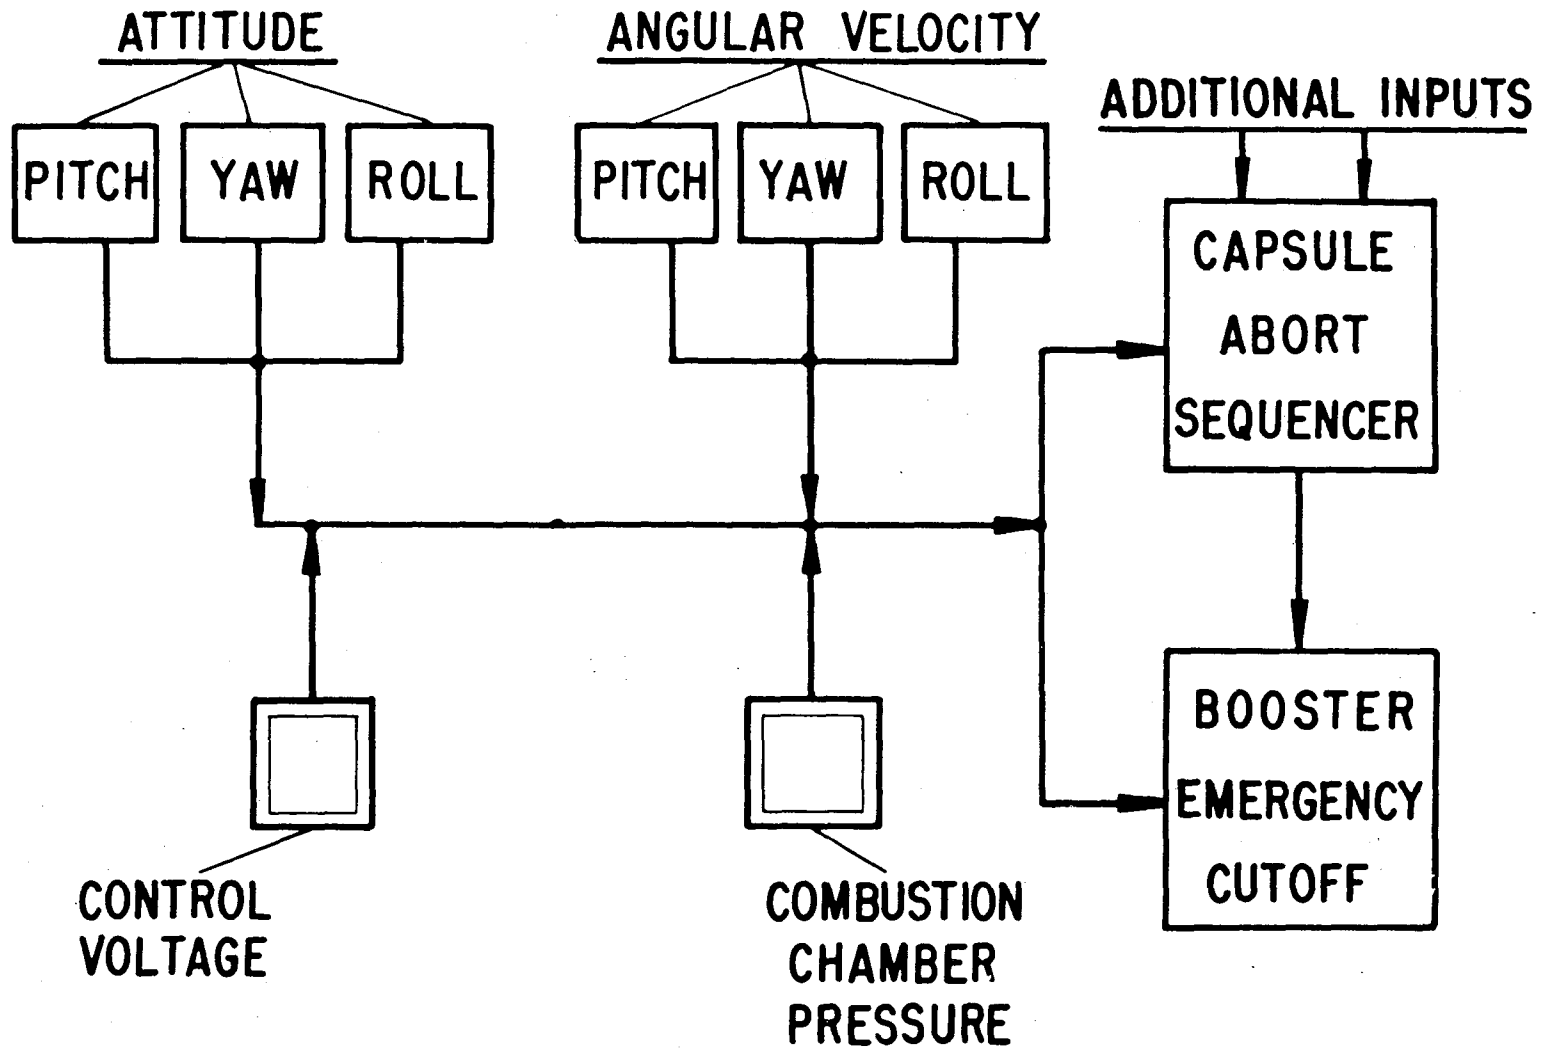 ATTITUDE
ANGULAR VELOCITY
ADDITIONAL INPUTS
PITCH
YAW
ROLL
PITCH
YAW
ROLL
CAPSULE
ABORT
SEQUENCER
BOOSTER
EMERGENCY
CUTOFF
CONTROL
VOLTAGE
COMBUSTION
CHAMBER
PRESSURE